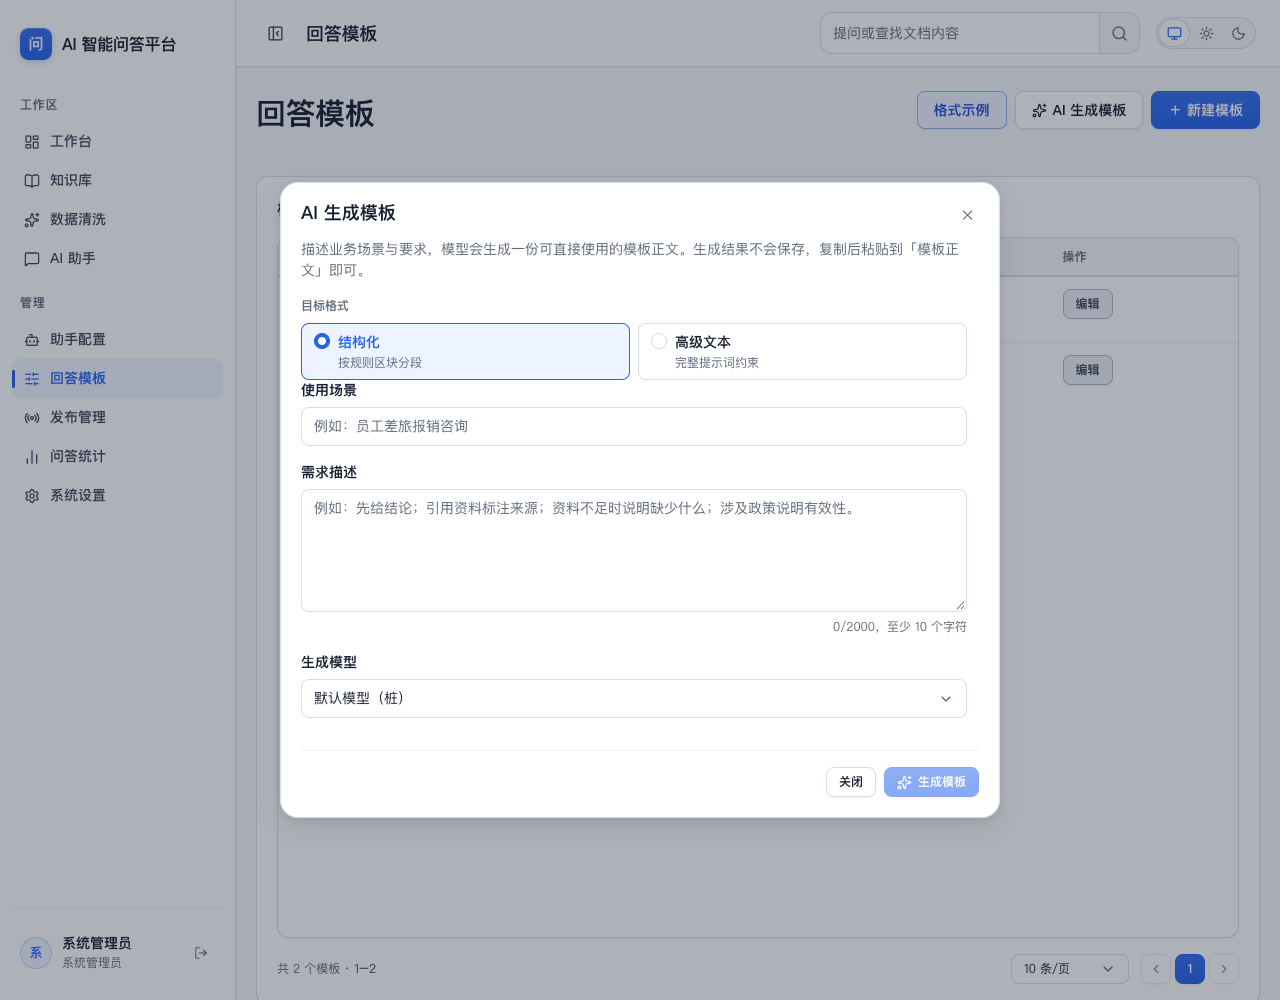 问
AI 智能问答平台
工作区
工作台
知识库
数据清洗
AI 助手
管理
助手配置
回答模板
发布管理
问答统计
系统设置
系
系统管理员
系统管理员
回答模板
提问或查找文档内容
回答模板
格式示例
AI 生成模板
新建模板
操作
编辑
编辑
AI 生成模板
描述业务场景与要求，模型会生成一份可直接使用的模板正文。生成结果不会保存，复制后粘贴到「模板正
文」即可。
目标格式
结构化
按规则区块分段
高级文本
完整提示词约束
使用场景
例如：员工差旅报销咨询
需求描述
例如：先给结论；引用资料标注来源；资料不足时说明缺少什么；涉及政策说明有效性。
0/2000，至少 10 个字符
生成模型
默认模型（桩）
关闭
生成模板
共 2 个模板 · 1–2
10 条/页
1